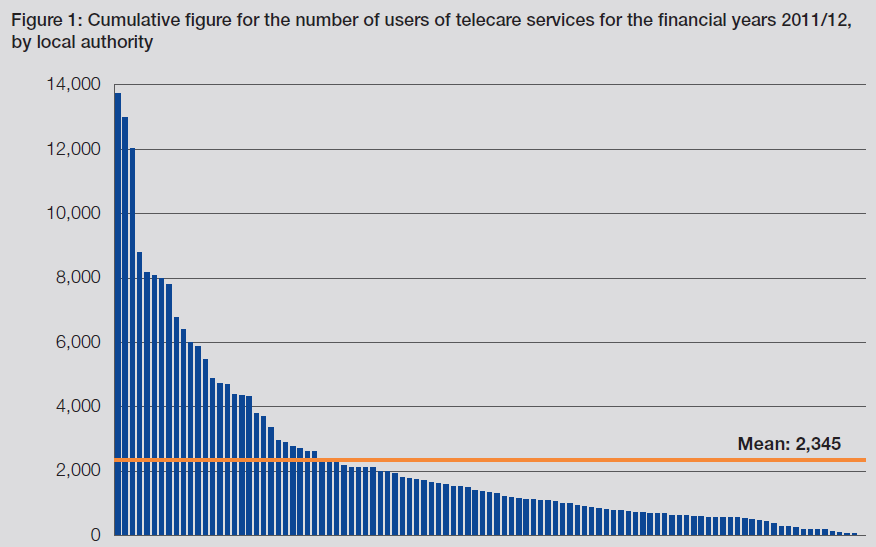 Figure 1: Cumulative figure for the number of users of telecare services for the financial years 2011/12,
by local authority
14,000
12,000
10,000
8,000
6,000
4,000
Mean: 2,345
2,000
0